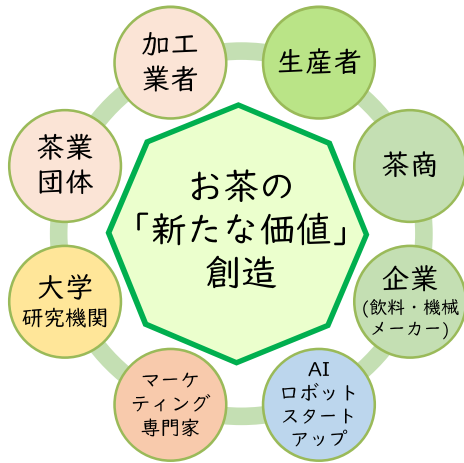 お茶の
「新たな価値」
創造
生産者
茶商
企業
(飲料・機械
メーカー)
AI
ロボット
スタート
アップ
マーケ
ティング
専門家
大学
研究機関
茶業
団体
加工
業者